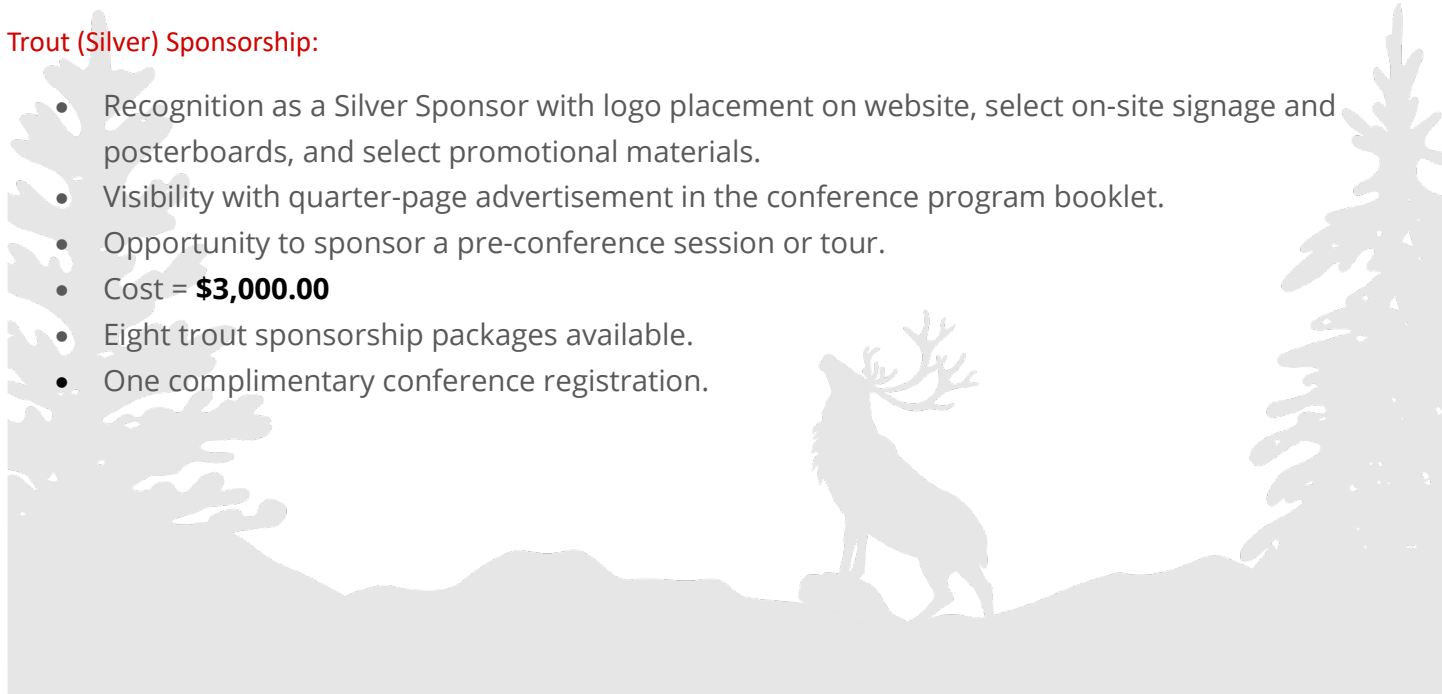 Trout (Silver) Sponsorship:
• Recognition as a Silver Sponsor with logo placement on website, select on-site signage and
posterboards, and select promotional materials.
• Visibility with quarter-page advertisement in the conference program booklet.
• Opportunity to sponsor a pre-conference session or tour.
• Cost = $3,000.00
• Eight trout sponsorship packages available.
• One complimentary conference registration.